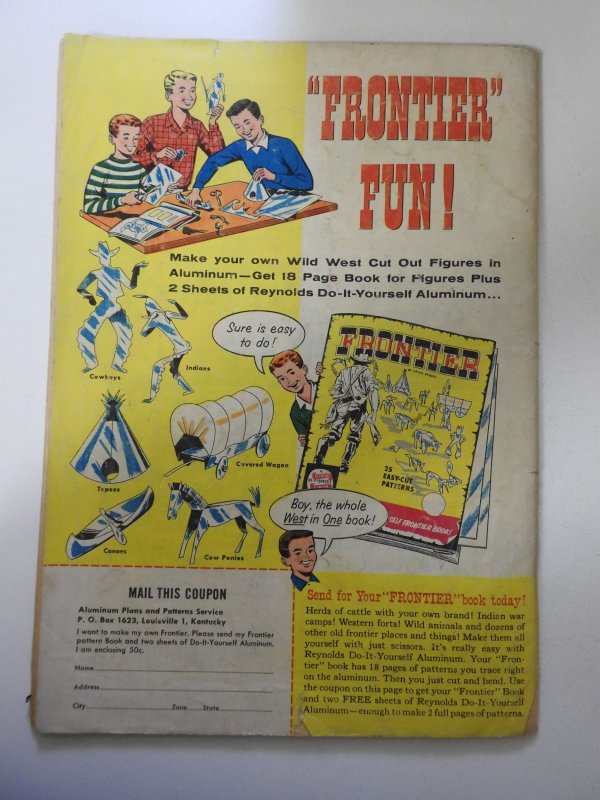 "FRONTIER"
FUN!
Make your own Wild West Cut Out Figures in
Aluminum—Get 18 Page Book for Figures Plus
2 Sheets of Reynolds Do-It-Yourself Aluminum...
Sure is easy
to do!
Cowboys
Indians
Tepees
Covered Wagon
Canoes
Cow Ponies
FRONTIER
25
EASY-CUT
PATTERNS
SELF FRONTIER BOOK!
Boy, the whole
West in One book!
MAIL THIS COUPON
Aluminum Plans and Patterns Service
P. O. Box 1623, Louisville 1, Kentucky
I want to make my own Frontier. Please send my Frontier
pattern Book and two sheets of Do-It-Yourself Aluminum.
I am enclosing 50c.
Name
Address
City Zone State
Send for Your "FRONTIER" book today!
Herds of cattle with your own brand! Indian war
camps! Western forts! Wild animals and dozens of
other old frontier places and things! Make them all
yourself with just scissors. It's really easy with
Reynolds Do-It-Yourself Aluminum. Your "Fron-
tier" book has 18 pages of patterns you trace right
on the aluminum. Then you just cut and bend. Use
the coupon on this page to get your "Frontier" Book
and two FREE sheets of Reynolds Do-It-Yourself
Aluminum—enough to make 2 full pages of patterns.